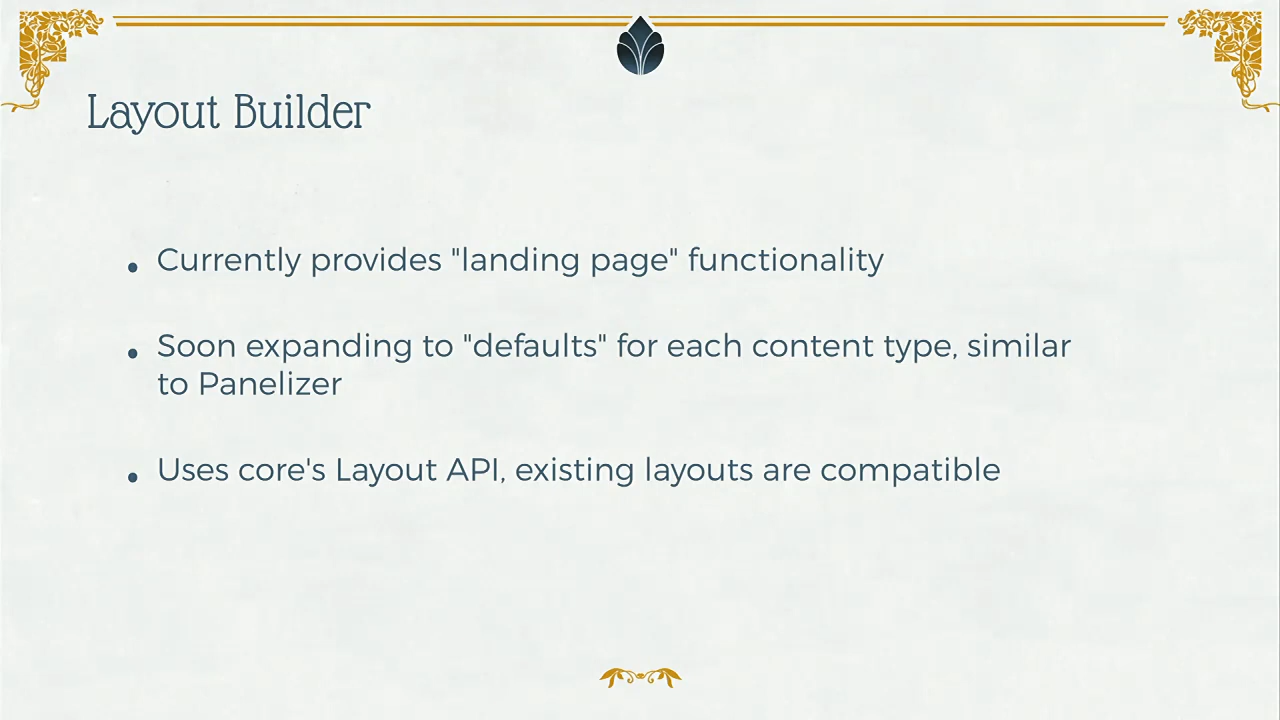 Layout Builder
Currently provides "landing page" functionality
Soon expanding to "defaults" for each content type, similar
to Panelizer
Uses core's Layout API, existing layouts are compatible